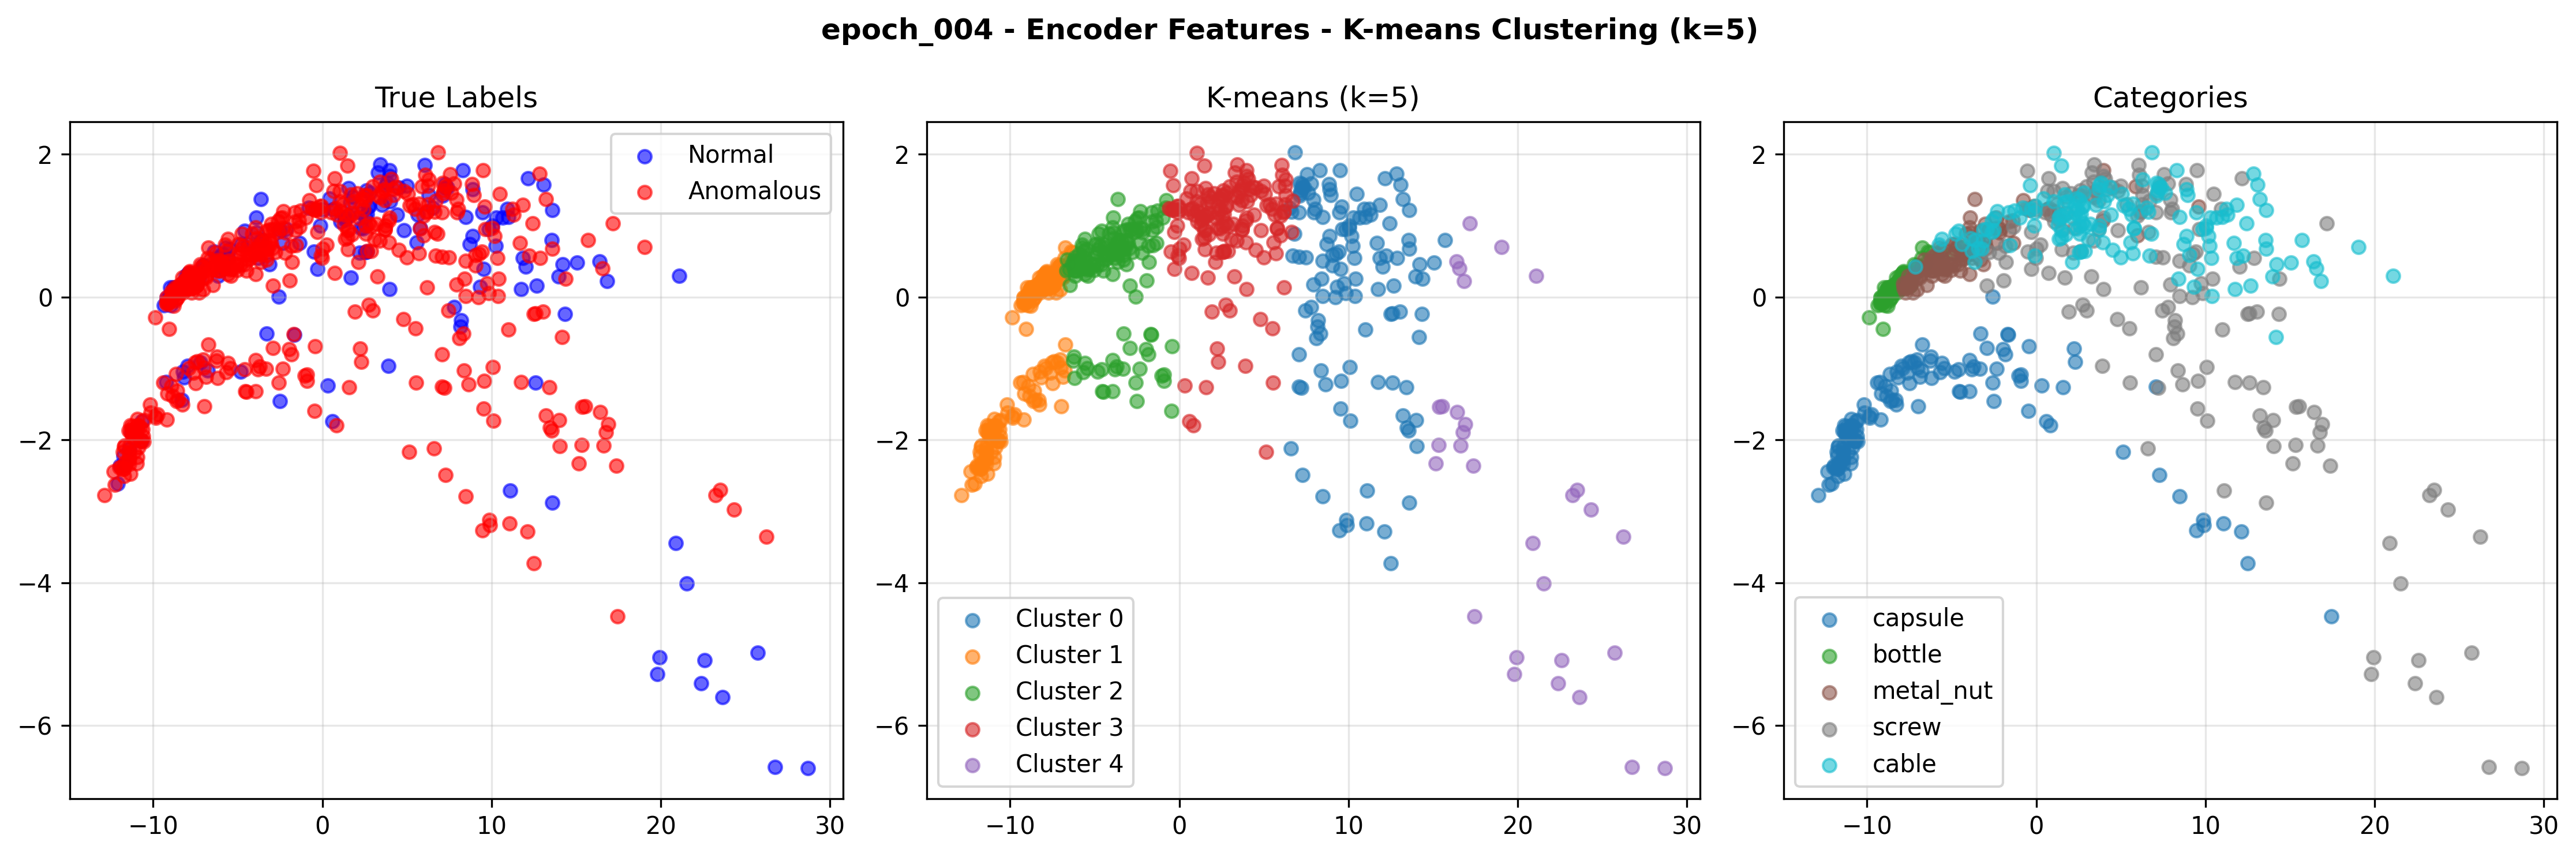 epoch_004 - Encoder Features - K-means Clustering (k=5)
True Labels
Normal
Anomalous
2
0
−2
−4
−6
−10
0
10
20
30
K-means (k=5)
2
0
−2
−4
−6
Cluster 0
Cluster 1
Cluster 2
Cluster 3
Cluster 4
−10
0
10
20
30
Categories
2
0
−2
−4
−6
capsule
bottle
metal_nut
screw
cable
−10
0
10
20
30